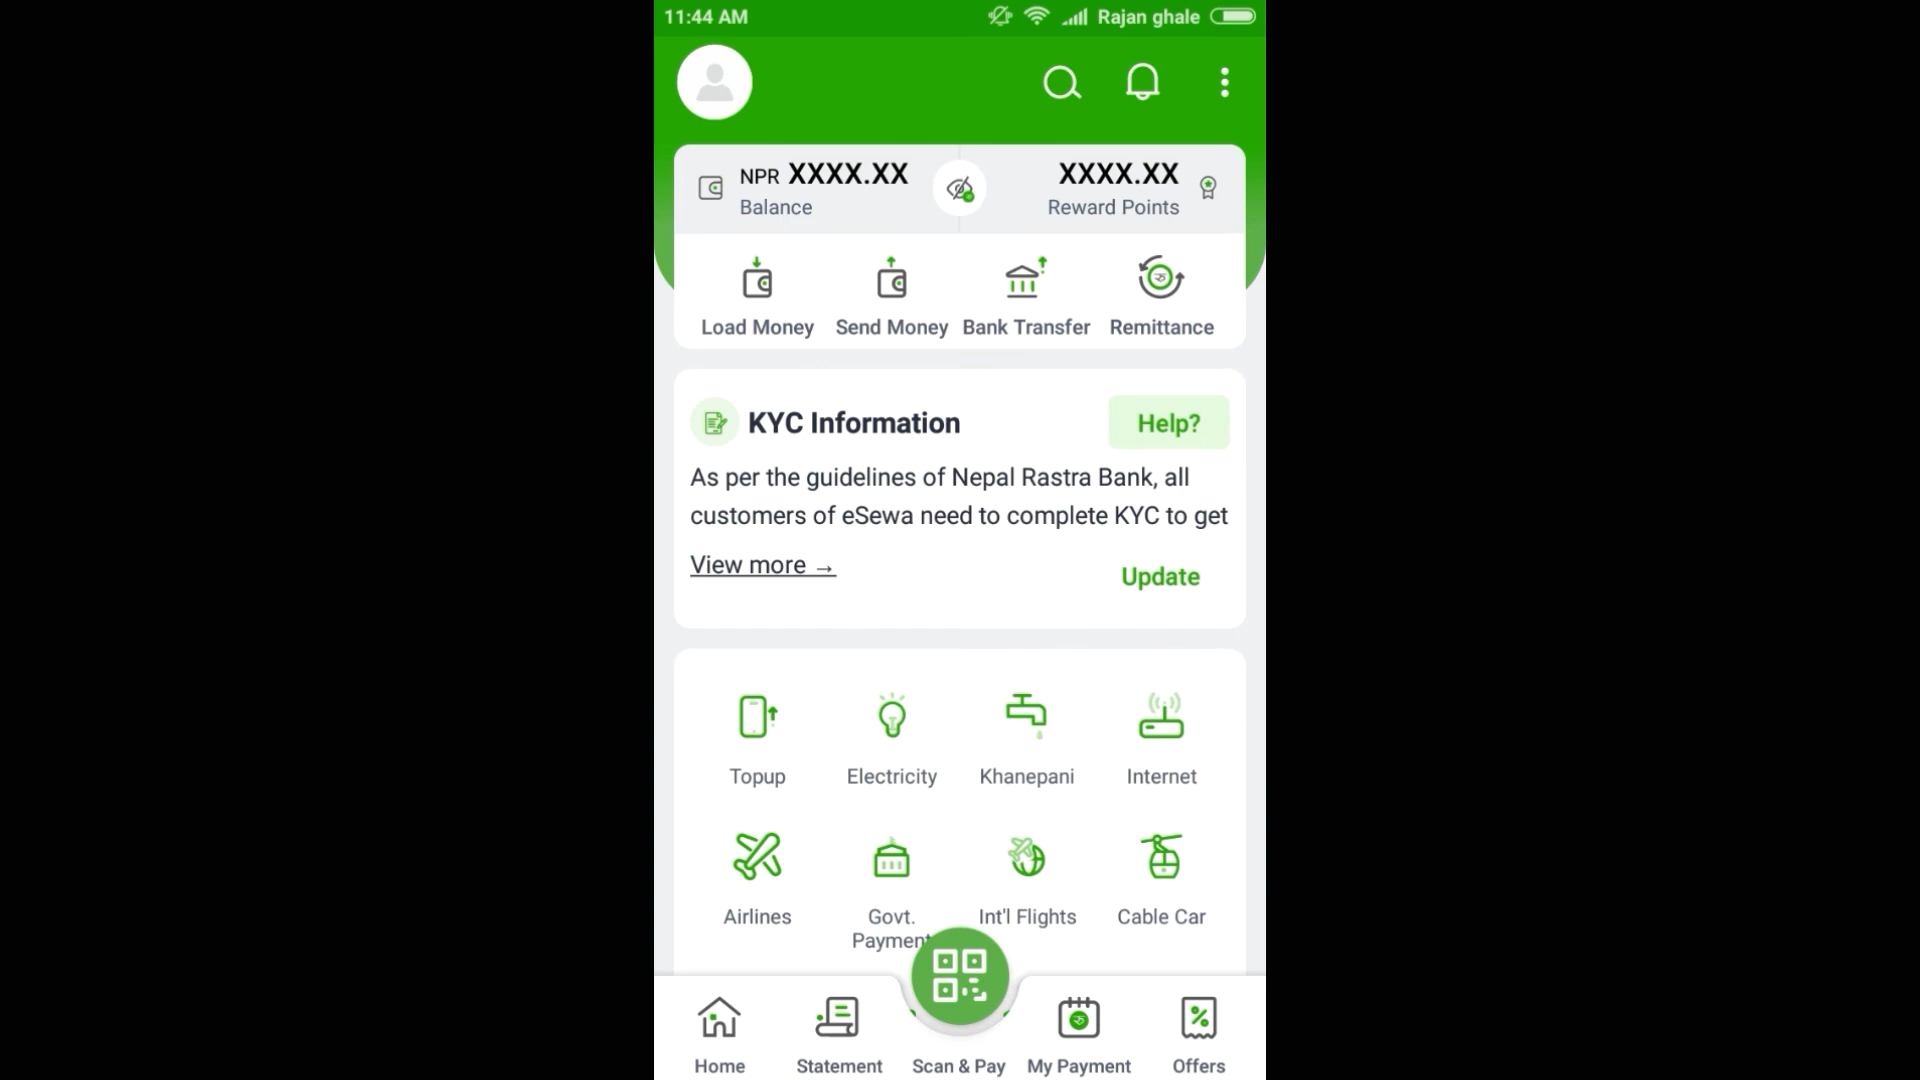 11:44 AM Rajan ghale
NPR XXXX.XX XXXX.XX
Balance Reward Points
Load Money Send Money Bank Transfer Remittance
KYC Information Help?
As per the guidelines of Nepal Rastra Bank, all
customers of eSewa need to complete KYC to get
View more →
Update
Topup Electricity Khanepani Internet
Airlines Govt. Int'l Flights Cable Car
Payment
Home Statement Scan & Pay My Payment Offers